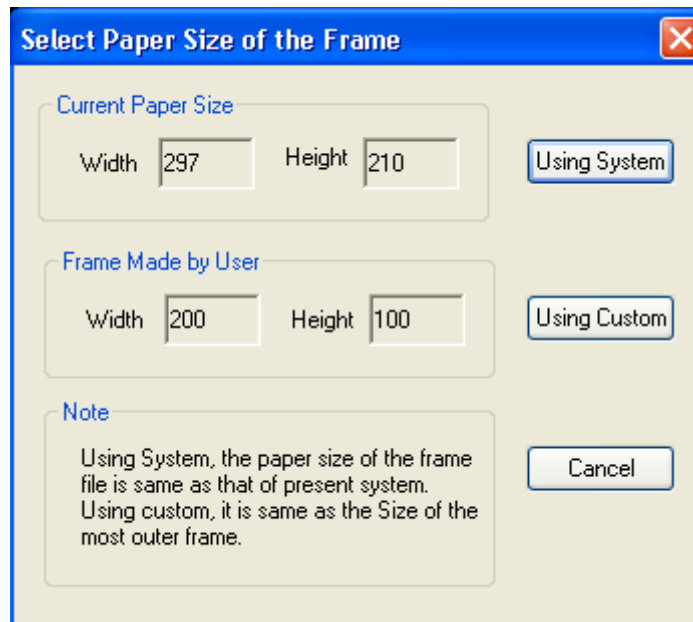 Select Paper Size of the Frame
Current Paper Size
Width 297 Height 210
Using System
Frame Made by User
Width 200 Height 100
Using Custom
Note
Using System, the paper size of the frame
file is same as that of present system.
Using custom, it is same as the Size of the
most outer frame.
Cancel